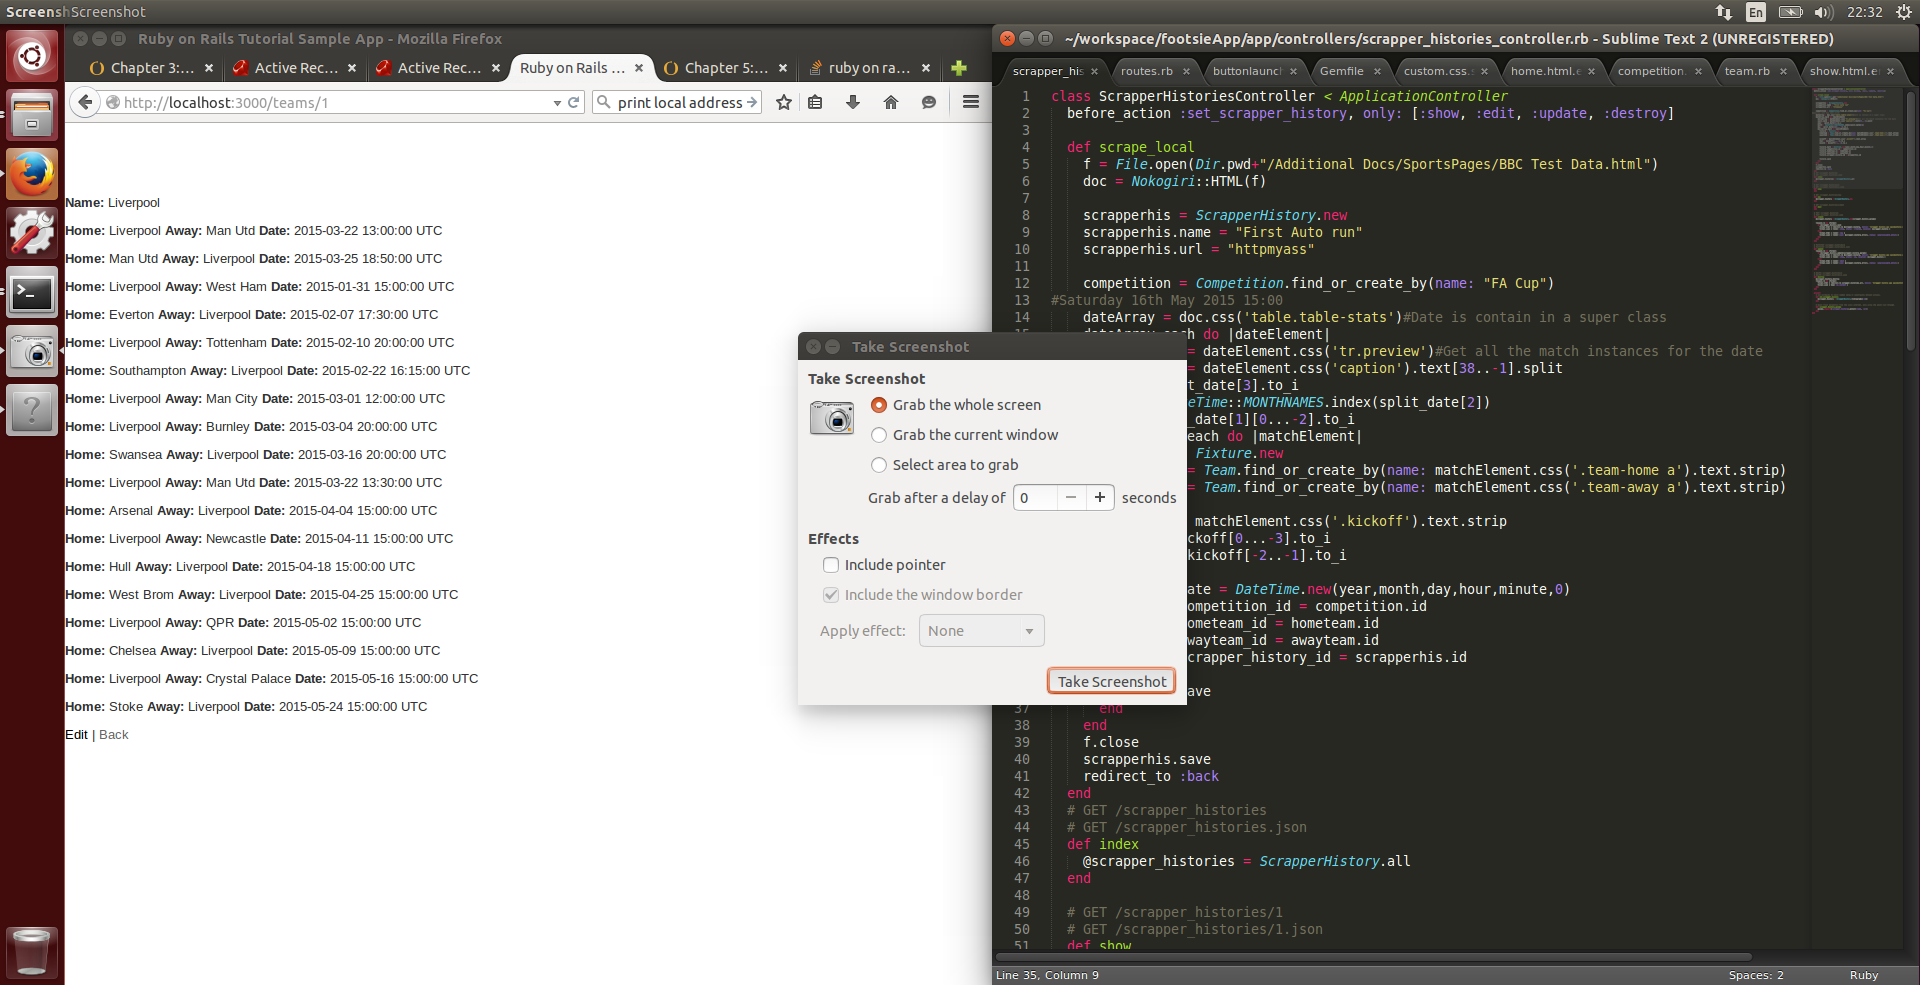 Screenshot
En
22:32
Ruby on Rails Tutorial Sample App - Mozilla Firefox
Chapter 3:...
Active Rec...
Active Rec...
Ruby on Rails ...
Chapter 5:...
ruby on ra...
http://localhost:3000/teams/1
print local address
Name: Liverpool
Home: Liverpool Away: Man Utd Date: 2015-03-22 13:00:00 UTC
Home: Man Utd Away: Liverpool Date: 2015-03-25 18:50:00 UTC
Home: Liverpool Away: West Ham Date: 2015-01-31 15:00:00 UTC
Home: Everton Away: Liverpool Date: 2015-02-07 17:30:00 UTC
Home: Liverpool Away: Tottenham Date: 2015-02-10 20:00:00 UTC
Home: Southampton Away: Liverpool Date: 2015-02-22 16:15:00 UTC
Home: Liverpool Away: Man City Date: 2015-03-01 12:00:00 UTC
Home: Liverpool Away: Burnley Date: 2015-03-04 20:00:00 UTC
Home: Swansea Away: Liverpool Date: 2015-03-16 20:00:00 UTC
Home: Liverpool Away: Man Utd Date: 2015-03-22 13:30:00 UTC
Home: Arsenal Away: Liverpool Date: 2015-04-04 15:00:00 UTC
Home: Liverpool Away: Newcastle Date: 2015-04-11 15:00:00 UTC
Home: Hull Away: Liverpool Date: 2015-04-18 15:00:00 UTC
Home: West Brom Away: Liverpool Date: 2015-04-25 15:00:00 UTC
Home: Liverpool Away: QPR Date: 2015-05-02 15:00:00 UTC
Home: Chelsea Away: Liverpool Date: 2015-05-09 15:00:00 UTC
Home: Liverpool Away: Crystal Palace Date: 2015-05-16 15:00:00 UTC
Home: Stoke Away: Liverpool Date: 2015-05-24 15:00:00 UTC
Edit | Back
Take Screenshot
Take Screenshot
Grab the whole screen
Grab the current window
Select area to grab
Grab after a delay of 0 − + seconds
Effects
Include pointer
Include the window border
Apply effect: None
Take Screenshot
~/workspace/footsieApp/app/controllers/scrapper_histories_controller.rb - Sublime Text 2 (UNREGISTERED)
scrapper_his
routes.rb
buttonlaunc
Gemfile
custom.css.
home.html.e
competition.
team.rb
show.html.e
1 class ScrapperHistoriesController < ApplicationController
2 before_action :set_scrapper_history, only: [:show, :edit, :update, :destroy]
3
4 def scrape_local
5 f = File.open(Dir.pwd+"/Additional Docs/SportsPages/BBC Test Data.html")
6 doc = Nokogiri::HTML(f)
7
8 scrapperhis = ScrapperHistory.new
9 scrapperhis.name = "First Auto run"
10 scrapperhis.url = "httpmyass"
11
12 competition = Competition.find_or_create_by(name: "FA Cup")
13 #Saturday 16th May 2015 15:00
14 dateArray = doc.css('table.table-stats')#Date is contain in a super class
ch do |dateElement|
= dateElement.css('tr.preview')#Get all the match instances for the date
= dateElement.css('caption').text[38..-1].split
t_date[3].to_i
eTime::MONTHNAMES.index(split_date[2])
_date[1][0...-2].to_i
each do |matchElement|
Fixture.new
= Team.find_or_create_by(name: matchElement.css('.team-home a').text.strip)
= Team.find_or_create_by(name: matchElement.css('.team-away a').text.strip)
matchElement.css('.kickoff').text.strip
ckoff[0...-3].to_i
kickoff[-2..-1].to_i
ate = DateTime.new(year,month,day,hour,minute,0)
ompetition_id = competition.id
ometeam_id = hometeam.id
wayteam_id = awayteam.id
crapper_history_id = scrapperhis.id
ave
37 end
38 end
39 f.close
40 scrapperhis.save
41 redirect_to :back
42 end
43 # GET /scrapper_histories
44 # GET /scrapper_histories.json
45 def index
46 @scrapper_histories = ScrapperHistory.all
47 end
48
49 # GET /scrapper_histories/1
50 # GET /scrapper_histories/1.json
51 def show
Line 35, Column 9
Spaces: 2
Ruby